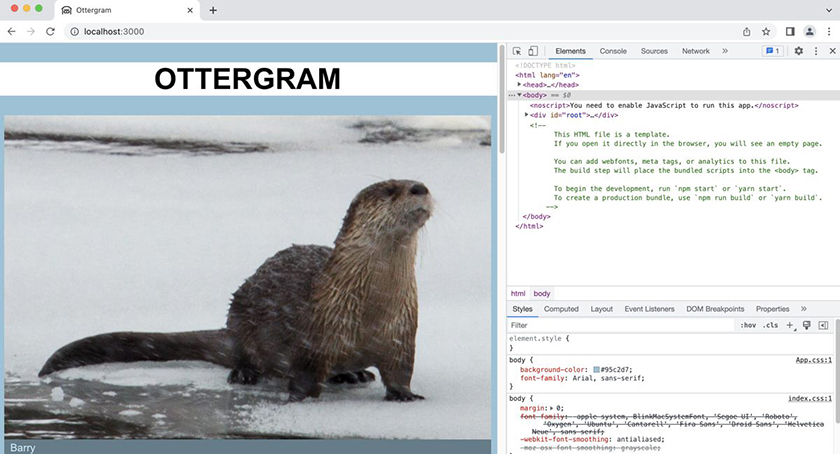 Ottergram
localhost:3000
OTTERGRAM
Barry
Elements Console Sources Network » 1
<!DOCTYPE html>
<html lang="en">
<head>…</head>
<body> == $0
<noscript>You need to enable JavaScript to run this app.</noscript>
<div id="root">…</div>
<!--
This HTML file is a template.
If you open it directly in the browser, you will see an empty page.
You can add webfonts, meta tags, or analytics to this file.
The build step will place the bundled scripts into the <body> tag.
To begin the development, run `npm start` or `yarn start`.
To create a production bundle, use `npm run build` or `yarn build`.
-->
</body>
</html>
html body
Styles Computed Layout Event Listeners DOM Breakpoints Properties »
Filter :hov .cls
element.style {
}
body { App.css:1
background-color: #95c2d7;
font-family: Arial, sans-serif;
}
body { index.css:1
margin: 0;
font-family: -apple-system, BlinkMacSystemFont, 'Segoe UI', 'Roboto',
'Oxygen', 'Ubuntu', 'Cantarell', 'Fira Sans', 'Droid Sans', 'Helvetica
Neue', sans-serif;
-webkit-font-smoothing: antialiased;
-moz-osx-font-smoothing: grayscale;